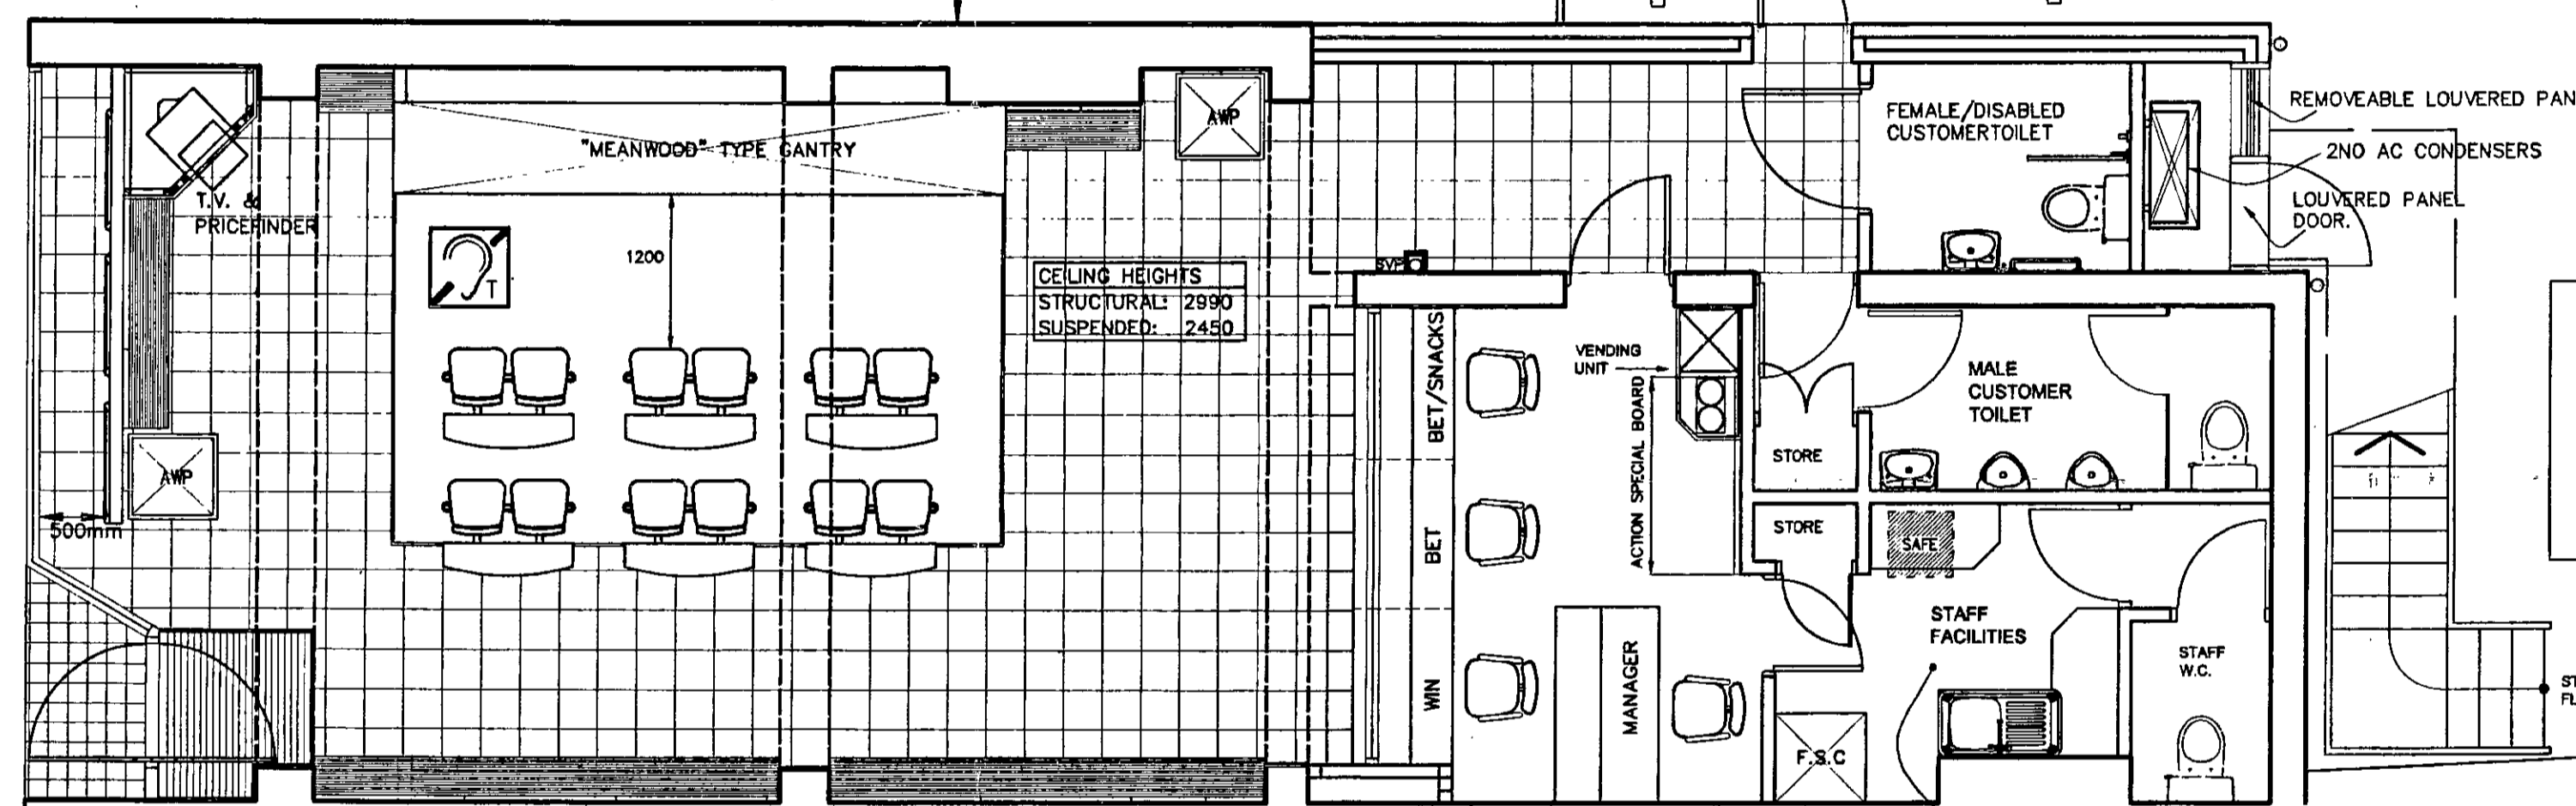 "MEANWOOD" TYPE GANTRY
AWP
FEMALE/DISABLED
CUSTOMERTOILET
REMOVEABLE LOUVERED PAN
2NO AC CONDENSERS
LOUVERED PANEL
DOOR.
T.V. &
PRICEFINDER
T
1200
CEILING HEIGHTS
STRUCTURAL: 2990
SUSPENDED: 2450
SVP
BET/SNACKS
VENDING
UNIT
ACTION SPECIAL BOARD
MALE
CUSTOMER
TOILET
STORE
AWP
500mm
BET
STORE
SAFE
STAFF
FACILITIES
WIN
MANAGER
STAFF
W.C.
F.S.C
ST
FL